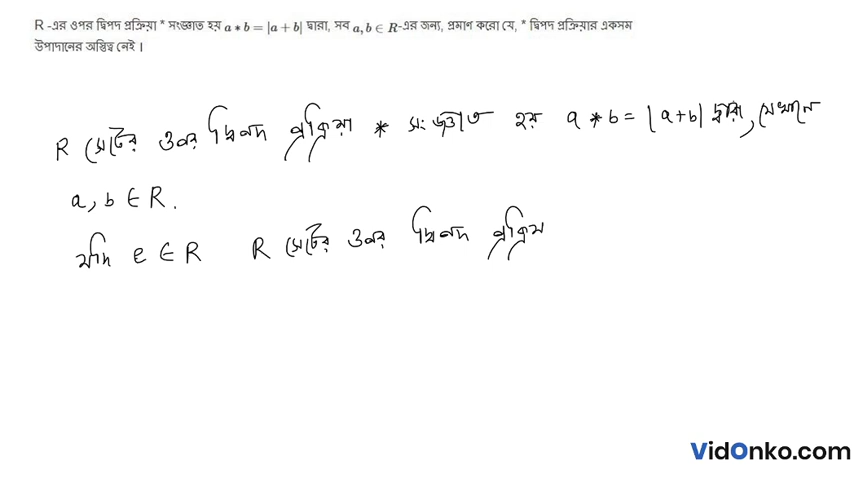 R -এর ওপর দ্বিপদ প্রক্রিয়া * সংজ্ঞাত হয় a ∗ b = |a + b| দ্বারা, সব a, b ∈ R-এর জন্য, প্রমাণ করো যে, * দ্বিপদ প্রক্রিয়ার একসম
উপাদানের অস্তিত্ব নেই ।
R সেটের ওপর দ্বিপদ প্রক্রিয়া * সংজ্ঞাত হয় a * b = |a+b| দ্বারা, যেখানে
a, b ∈ R.
যদি e ∈ R R সেটের ওপর দ্বিপদ প্রক্রিয
VidOnko.com